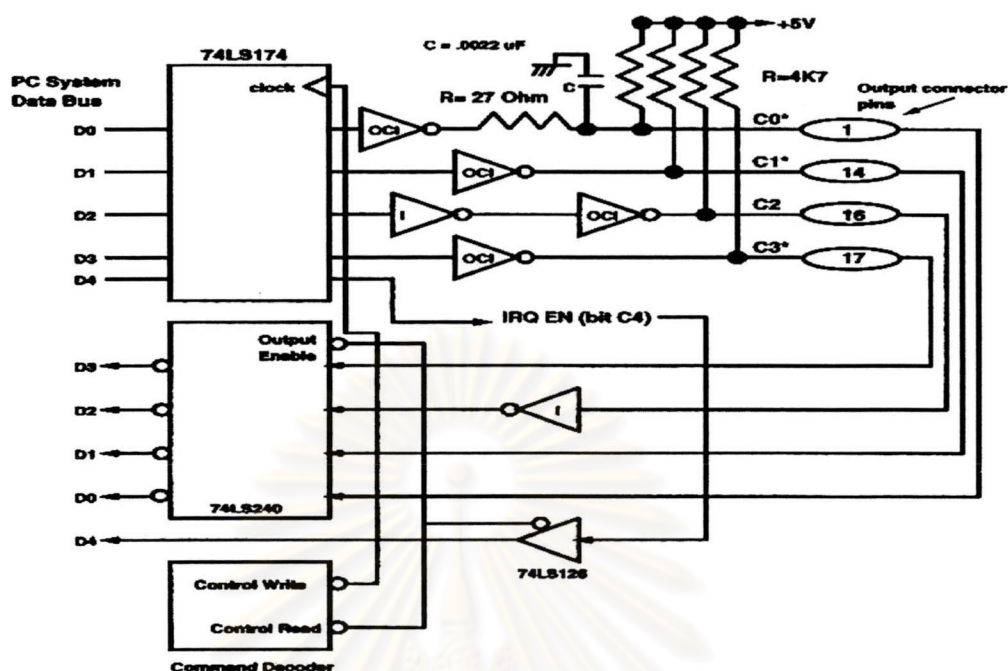 +5V
C = .0022 uF
74LS174
PC System
Data Bus
clock
C
R=4K7
R= 27 Ohm
Output connector
pins
D0
OCI
C0*
1
D1
OCI
C1*
14
D2
I
OCI
C2
16
D3
OCI
C3*
17
D4
IRQ EN (bit C4)
Output
Enable
D3
D2
I
D1
D0
74LS240
D4
74LS126
Control Write
Control Read
Command Decoder